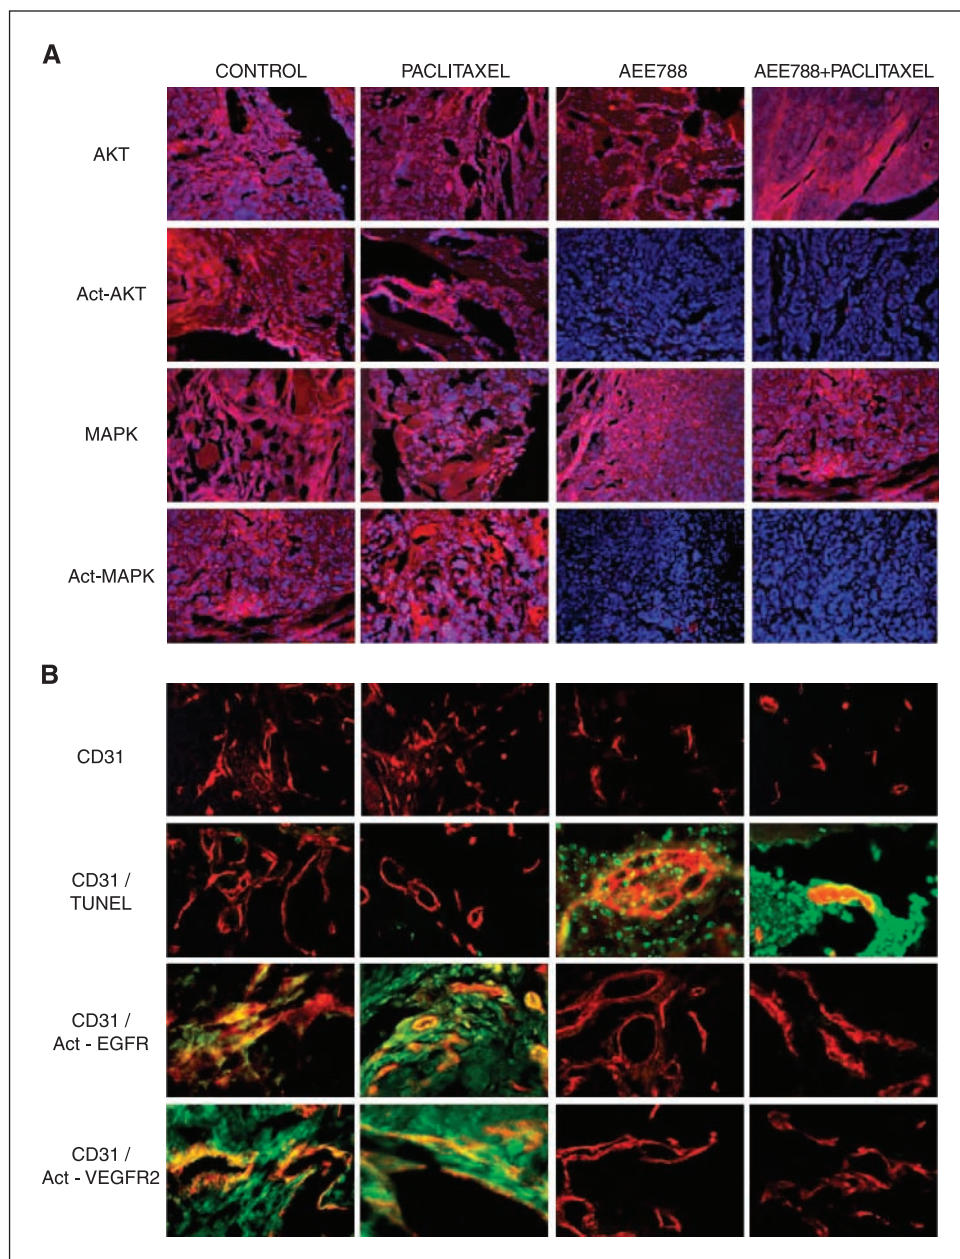 A
CONTROL PACLITAXEL AEE788 AEE788+PACLITAXEL
AKT
Act-AKT
MAPK
Act-MAPK
B
CD31
CD31 /
TUNEL
CD31 /
Act - EGFR
CD31 /
Act - VEGFR2